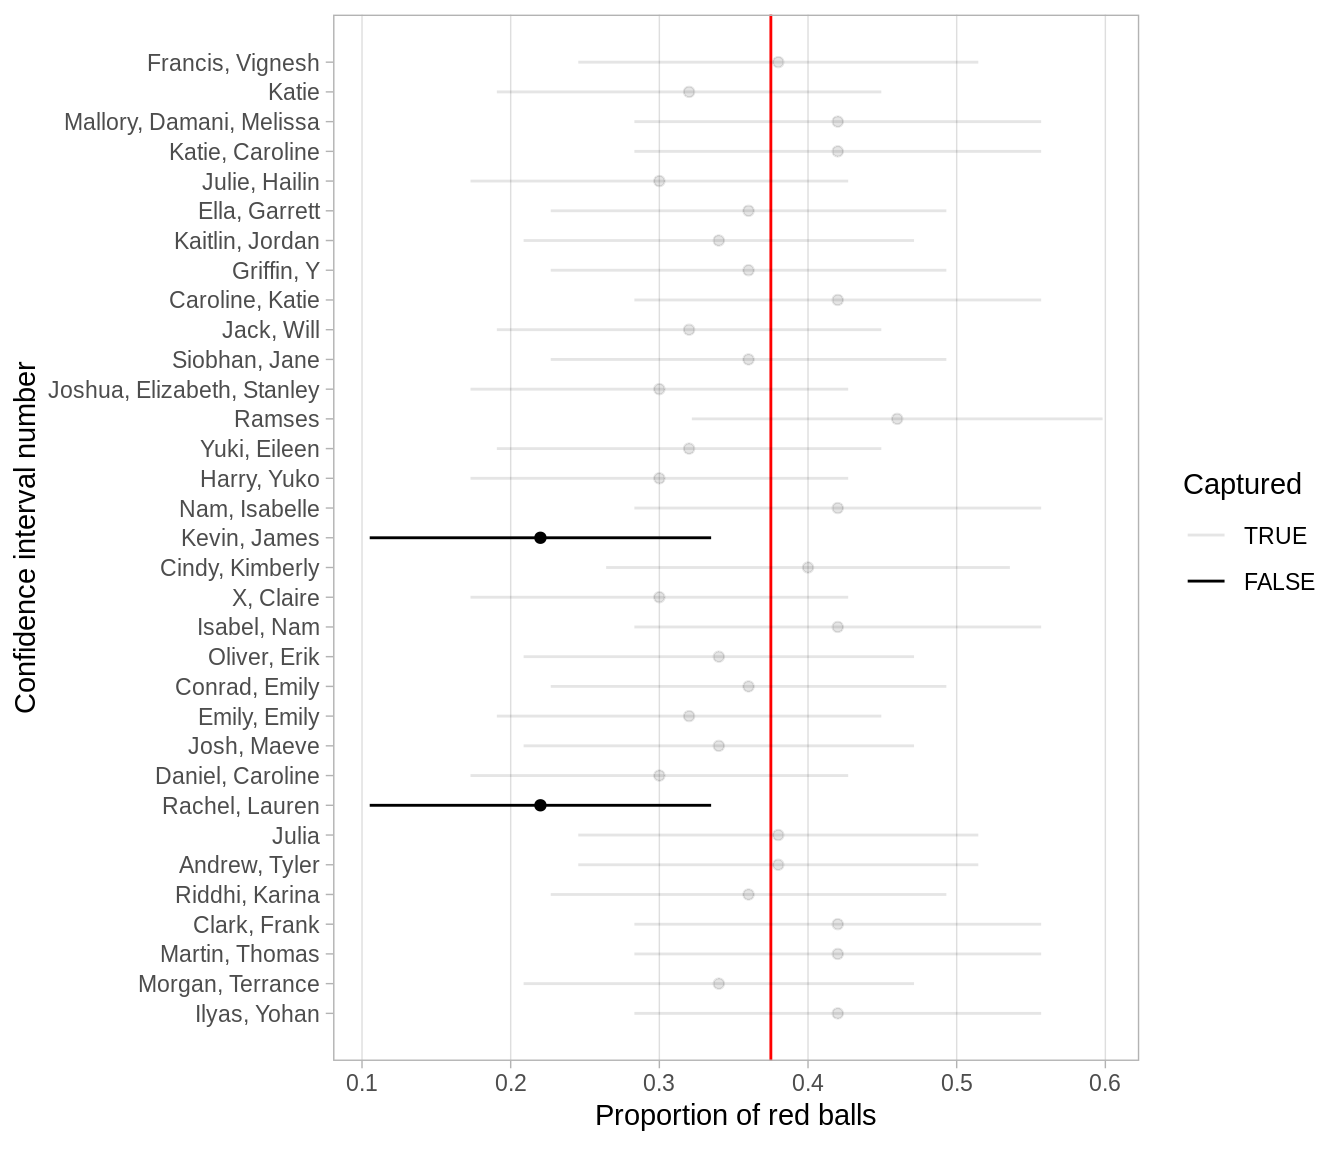 Francis, Vignesh
Katie
Mallory, Damani, Melissa
Katie, Caroline
Julie, Hailin
Ella, Garrett
Kaitlin, Jordan
Griffin, Y
Caroline, Katie
Jack, Will
Siobhan, Jane
Joshua, Elizabeth, Stanley
Ramses
Yuki, Eileen
Harry, Yuko
Nam, Isabelle
Kevin, James
Cindy, Kimberly
X, Claire
Isabel, Nam
Oliver, Erik
Conrad, Emily
Emily, Emily
Josh, Maeve
Daniel, Caroline
Rachel, Lauren
Julia
Andrew, Tyler
Riddhi, Karina
Clark, Frank
Martin, Thomas
Morgan, Terrance
Ilyas, Yohan
Confidence interval number
0.1 0.2 0.3 0.4 0.5 0.6
Proportion of red balls
Captured
TRUE
FALSE